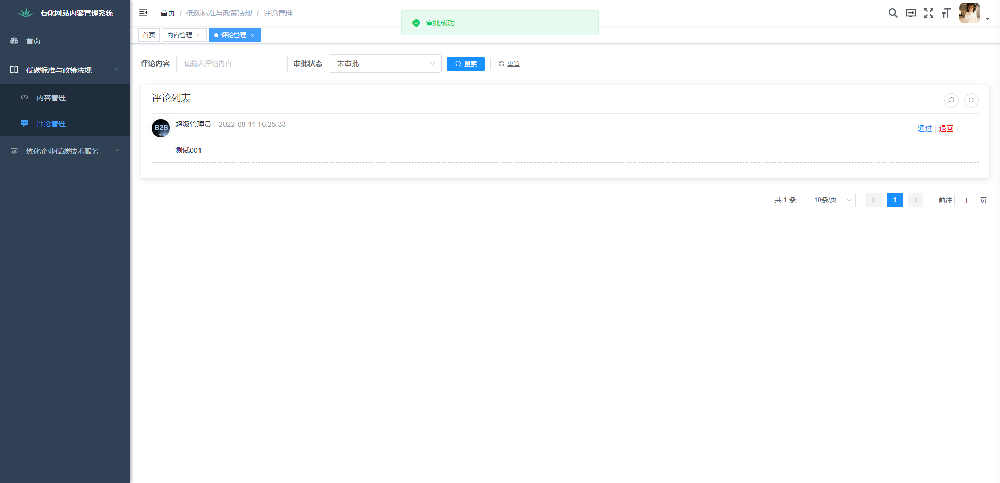 石化网站内容管理系统
首页
低碳标准与政策法规
内容管理
评论管理
炼化企业低碳技术服务
首页 / 低碳标准与政策法规 / 评论管理
审批成功
首页 内容管理 × 评论管理 ×
评论内容 请输入评论内容 审批状态 未审批 搜索 重置
评论列表
B2B
超级管理员 2022-08-11 16:25:33
通过 | 退回 |
测试001
共 1 条 10条/页 1 前往 1 页